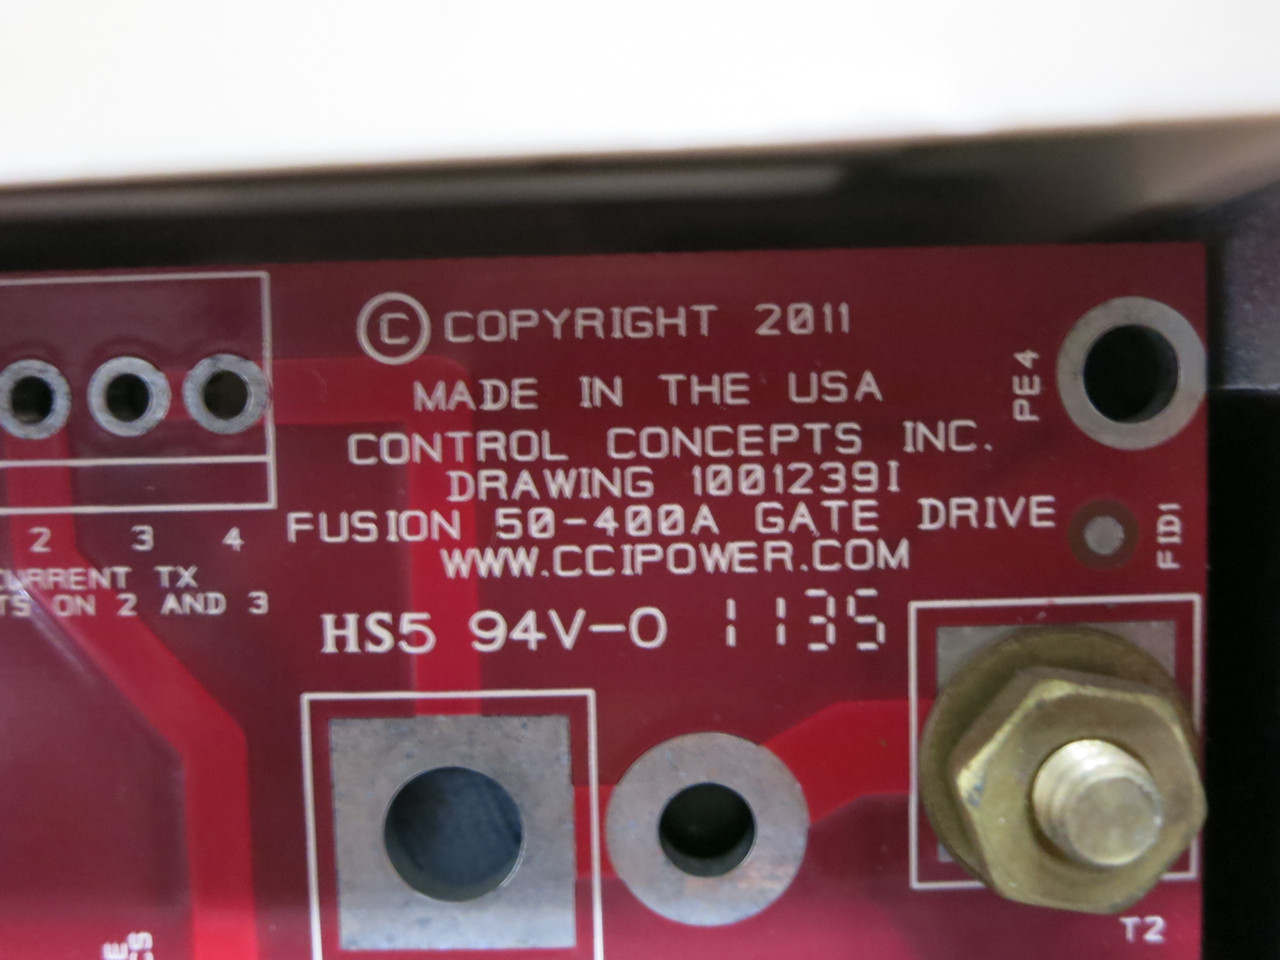 © COPYRIGHT 2011
MADE IN THE USA
CONTROL CONCEPTS INC.
DRAWING 10012391
FUSION 50-400A GATE DRIVE
WWW.CCIPOWER.COM
HS5 94V-0 1135
PE4
FID1
2 3 4
CURRENT TX
ON 2 AND 3
T2